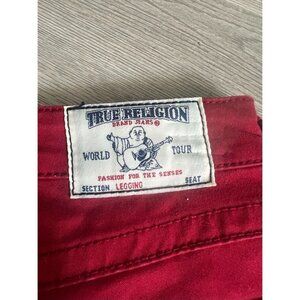 TRUE RELIGION
BRAND JEANS®
WORLD TOUR
FASHION FOR THE SENSES
SECTION LEGGING SEAT